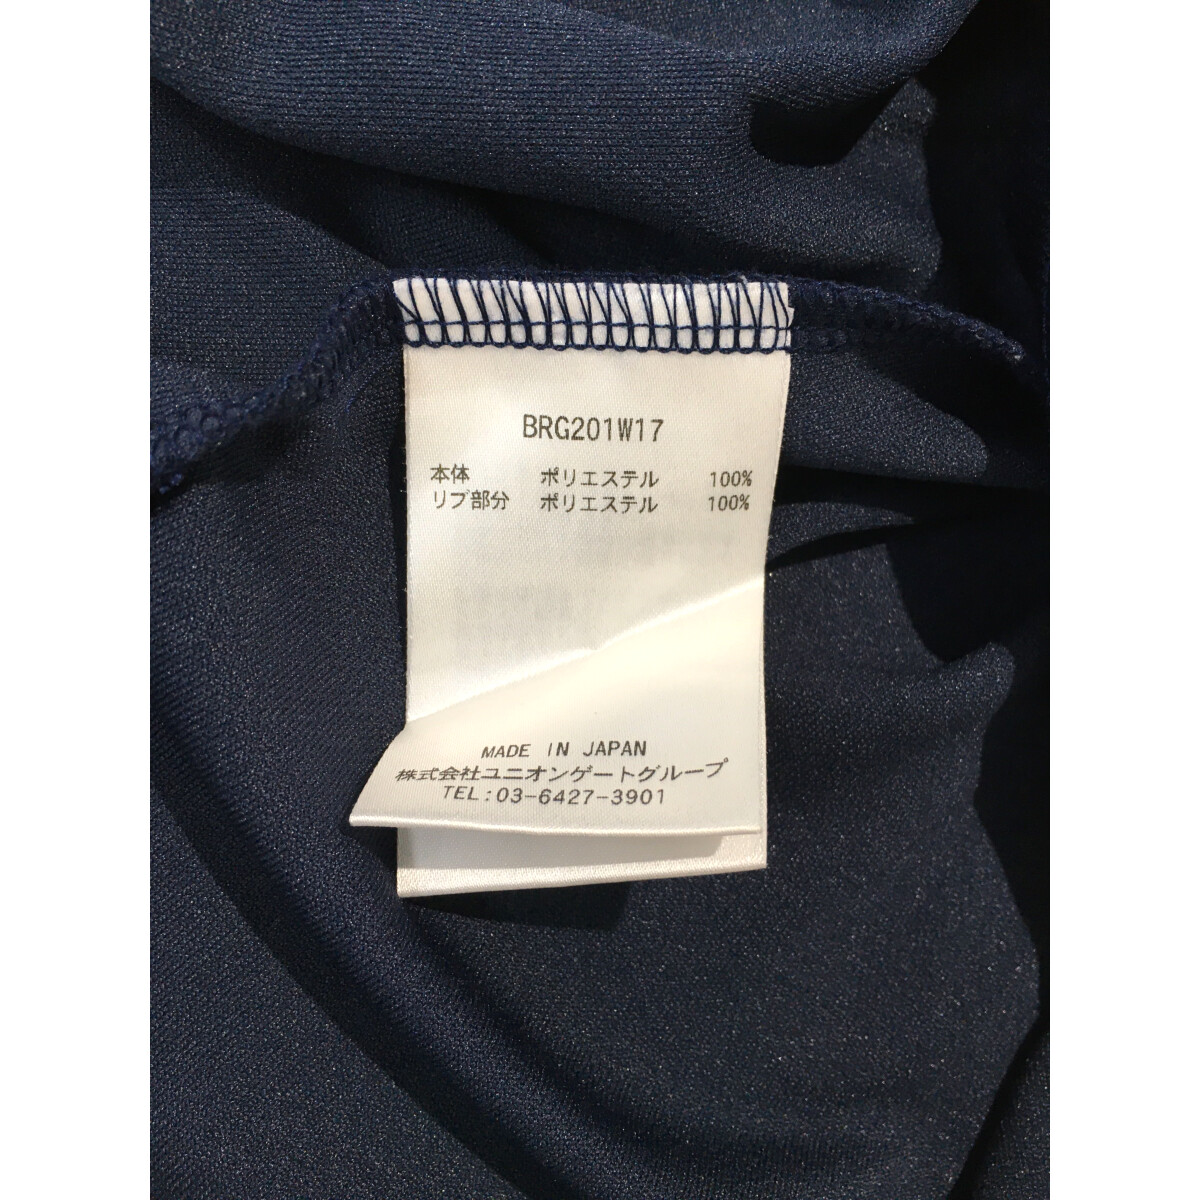 BRG201W17
本体 ポリエステル 100%
リブ部分 ポリエステル 100%
MADE IN JAPAN
株式会社ユニオンゲートグループ
TEL:03-6427-3901